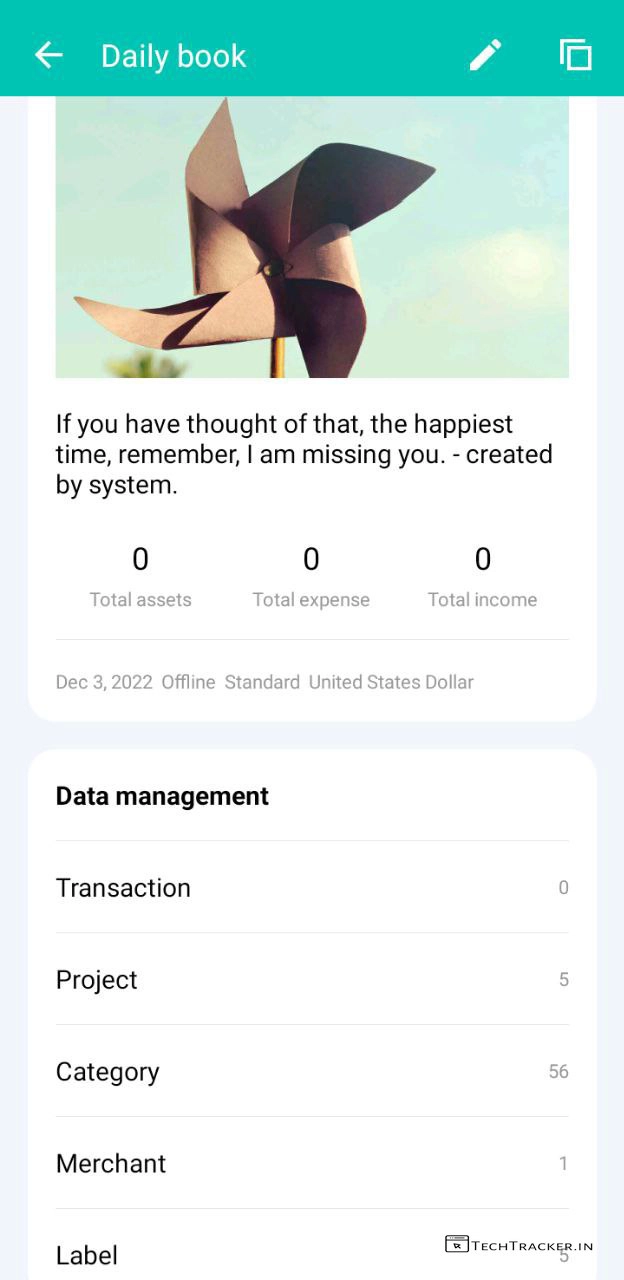 Daily book
If you have thought of that, the happiest
time, remember, I am missing you. - created
by system.
0 0 0
Total assets Total expense Total income
Dec 3, 2022 Offline Standard United States Dollar
Data management
Transaction 0
Project 5
Category 56
Merchant 1
Label 5
TechTracker.in